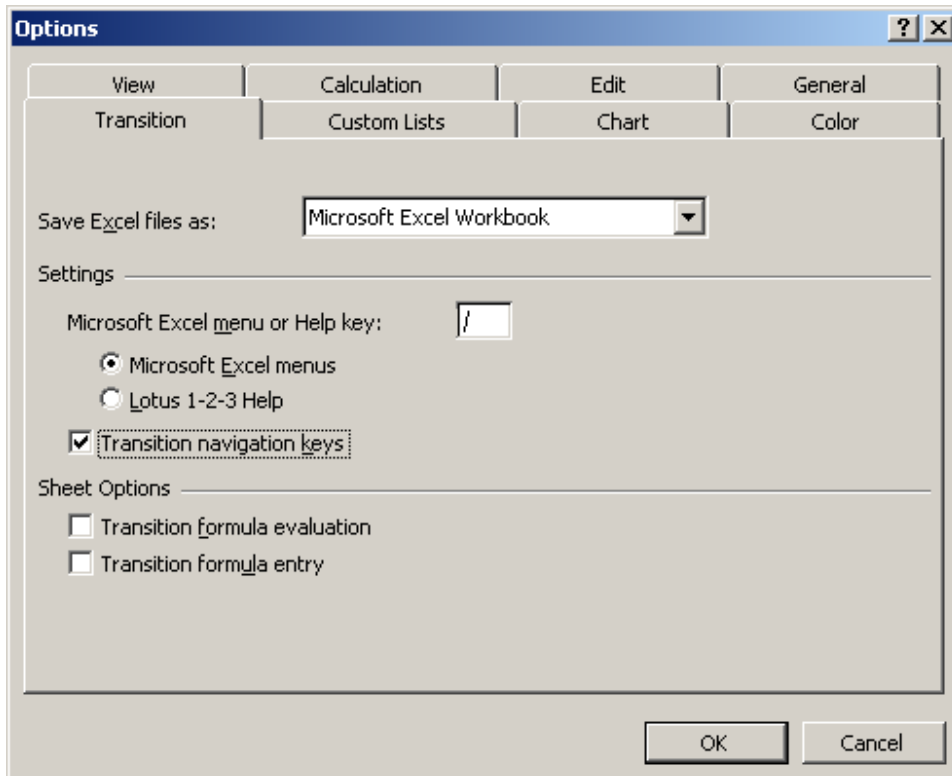 Options
View Calculation Edit General
Transition Custom Lists Chart Color
Save Excel files as: Microsoft Excel Workbook
Settings
Microsoft Excel menu or Help key: /
Microsoft Excel menus
Lotus 1-2-3 Help
Transition navigation keys
Sheet Options
Transition formula evaluation
Transition formula entry
OK Cancel